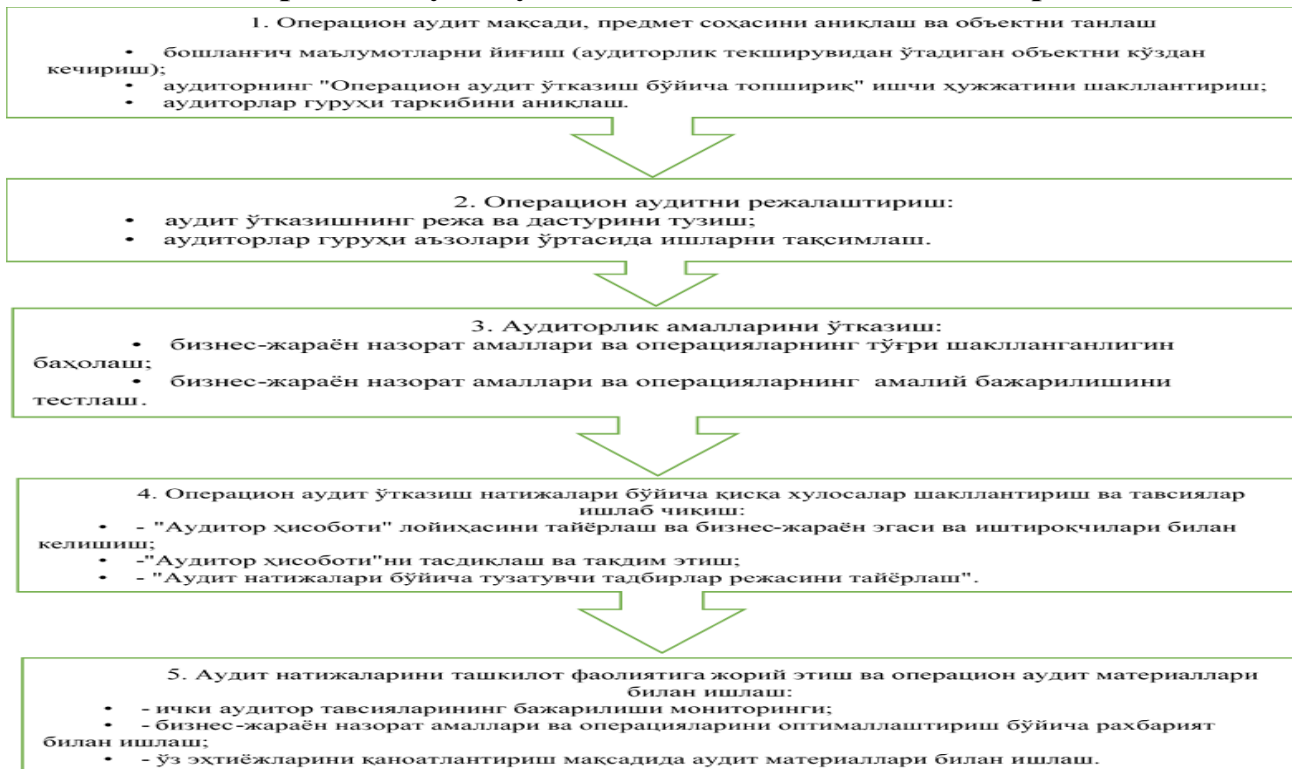 1. Операцион аудит мақсади, предмет соҳасини аниқлаш ва объектни танлаш
• бошланғич маълумотларни йиғиш (аудиторлик текширувидан ўтадиган объектни кўздан
кечириш);
• аудиторнинг "Операцион аудит ўтказиш бўйича топшириқ" ишчи ҳужжатини шакллантириш;
• аудиторлар гуруҳи таркибини аниқлаш.
2. Операцион аудитни режалаштириш:
• аудит ўтказишнинг режа ва дастурини тузиш;
• аудиторлар гуруҳи аъзолари ўртасида ишларни тақсимлаш.
3. Аудиторлик амалларини ўтказиш:
• бизнес-жараён назорат амаллари ва операцияларнинг тўғри шаклланганлигин
баҳолаш;
• бизнес-жараён назорат амаллари ва операцияларнинг амалий бажарилишини
тестлаш.
4. Операцион аудит ўтказиш натижалари бўйича қисқа хулосалар шакллантириш ва тавсиялар
ишлаб чиқиш:
• - "Аудитор ҳисоботи" лойиҳасини тайёрлаш ва бизнес-жараён эгаси ва иштирокчилари билан
келишиш;
• -"Аудитор ҳисоботи"ни тасдиқлаш ва тақдим этиш;
• - "Аудит натижалари бўйича тузатувчи тадбирлар режасини тайёрлаш".
5. Аудит натижаларини ташкилот фаолиятига жорий этиш ва операцион аудит материаллари
билан ишлаш:
• - ички аудитор тавсияларининг бажарилиши мониторинги;
• - бизнес-жараён назорат амаллари ва операцияларини оптималлаштириш бўйича раҳбарият
билан ишлаш;
• - ўз эҳтиёжларини қаноатлантириш мақсадида аудит материаллари билан ишлаш.